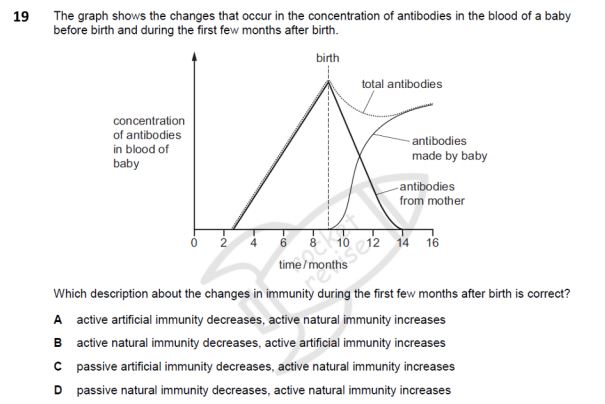 19 The graph shows the changes that occur in the concentration of antibodies in the blood of a baby
before birth and during the first few months after birth.
birth
total antibodies
concentration
of antibodies
in blood of
baby
antibodies
made by baby
antibodies
from mother
0 2 4 6 8 10 12 14 16
time / months
rocket
revise
Which description about the changes in immunity during the first few months after birth is correct?
A active artificial immunity decreases, active natural immunity increases
B active natural immunity decreases, active artificial immunity increases
C passive artificial immunity decreases, active natural immunity increases
D passive natural immunity decreases, active natural immunity increases